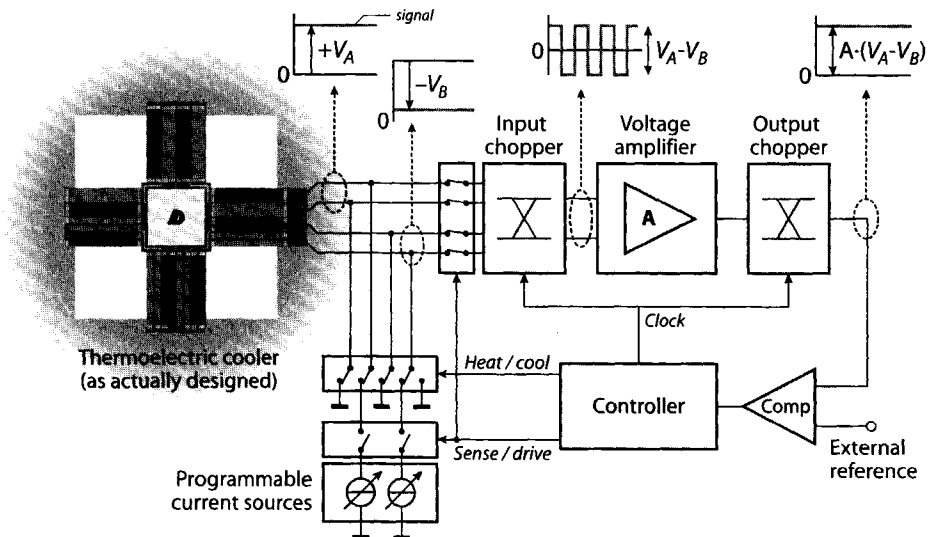 signal
+V_A
0
−V_B
0
0
V_A−V_B
A·(V_A−V_B)
0
Input
chopper
Voltage
amplifier
Output
chopper
D
A
Clock
Thermoelectric cooler
(as actually designed)
Heat / cool
Controller
Comp
Sense / drive
External
reference
Programmable
current sources